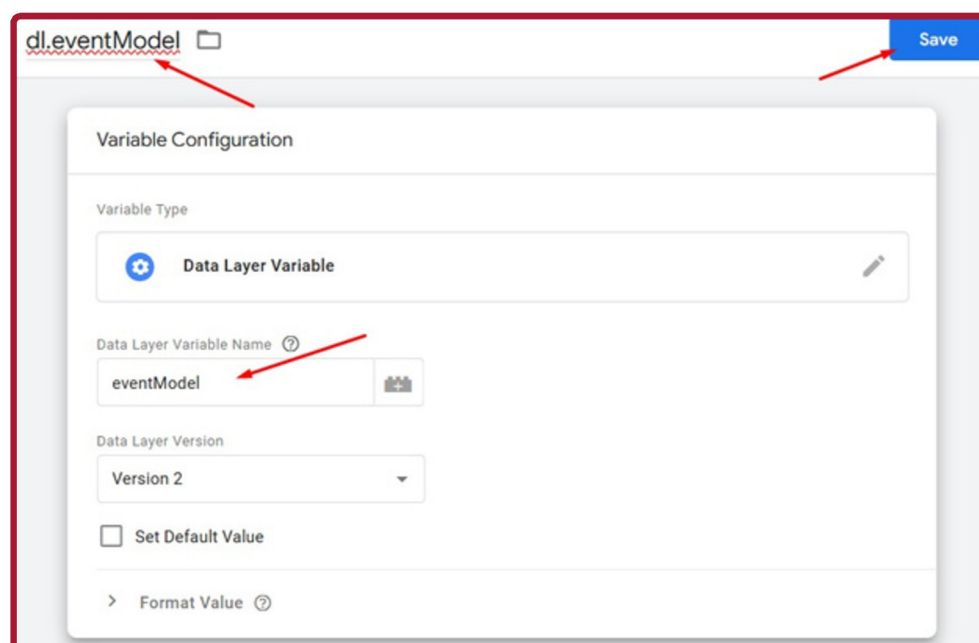 dl.eventModel
Save
Variable Configuration
Variable Type
Data Layer Variable
Data Layer Variable Name
eventModel
Data Layer Version
Version 2
Set Default Value
Format Value